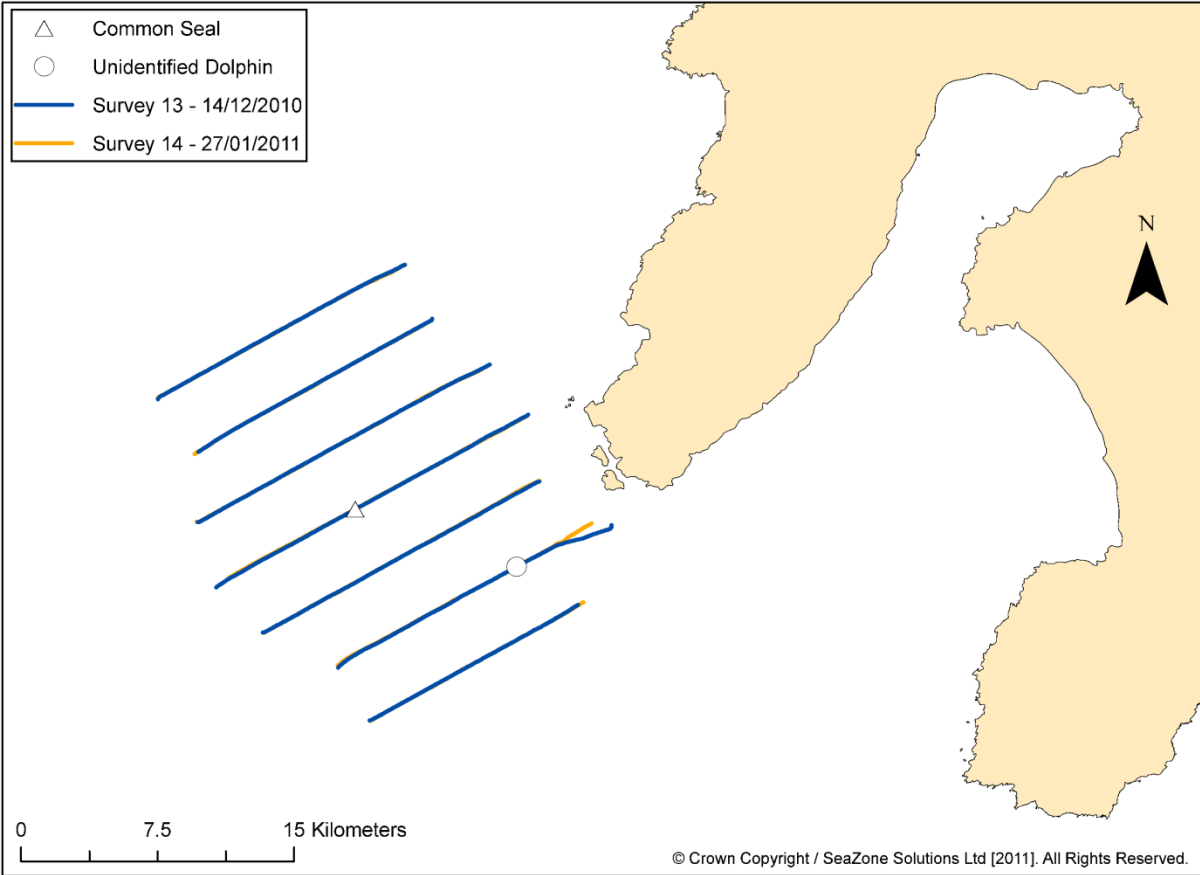 Common Seal
Unidentified Dolphin
Survey 13 - 14/12/2010
Survey 14 - 27/01/2011
N
0 7.5 15 Kilometers
© Crown Copyright / SeaZone Solutions Ltd [2011]. All Rights Reserved.